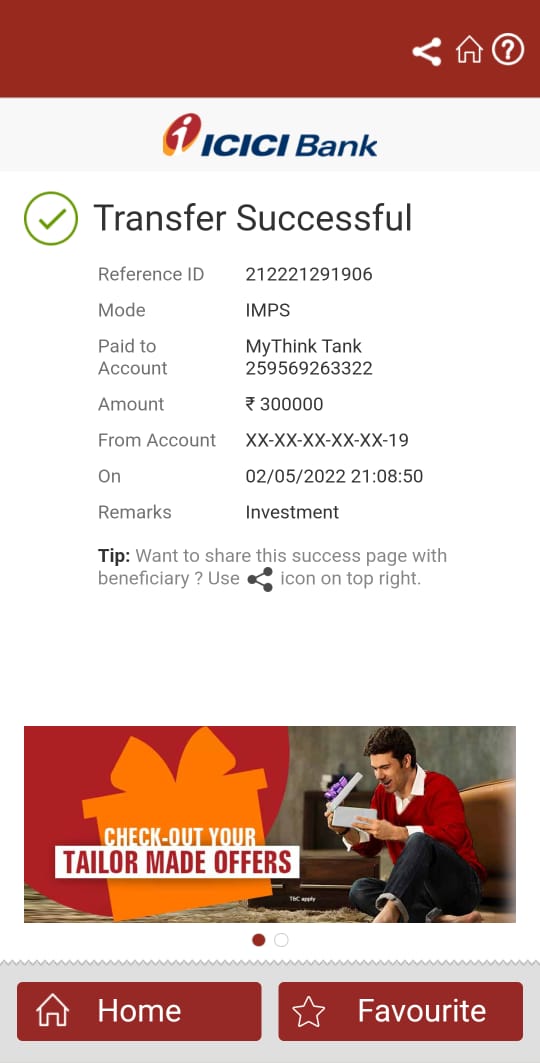 ICICI Bank
Transfer Successful
Reference ID 212221291906
Mode IMPS
Paid to MyThink Tank
Account 259569263322
Amount ₹ 300000
From Account XX-XX-XX-XX-XX-19
On 02/05/2022 21:08:50
Remarks Investment
Tip: Want to share this success page with
beneficiary ? Use icon on top right.
CHECK-OUT YOUR
TAILOR MADE OFFERS
T&C apply
Home Favourite